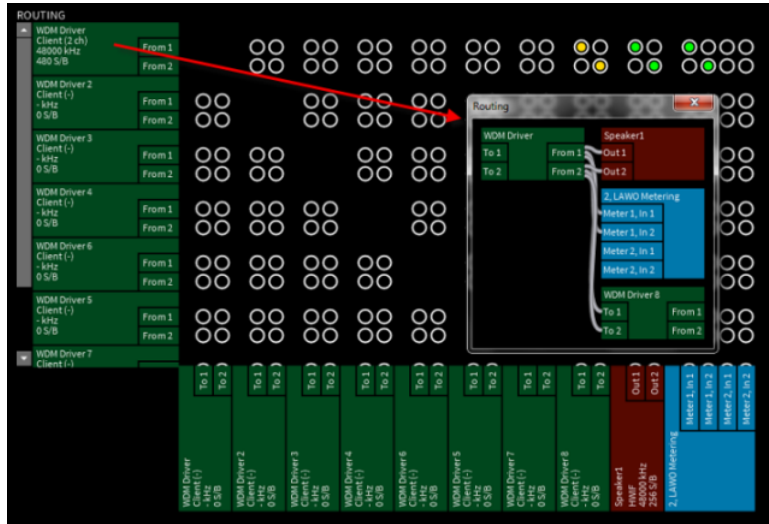 ROUTING
WDM Driver
Client (2 ch)
48000 kHz
480 S/B
From 1
From 2
WDM Driver 2
Client (-)
- kHz
0 S/B
From 1
From 2
WDM Driver 3
Client (-)
- kHz
0 S/B
From 1
From 2
WDM Driver 4
Client (-)
- kHz
0 S/B
From 1
From 2
WDM Driver 6
Client (-)
- kHz
0 S/B
From 1
From 2
WDM Driver 5
Client (-)
- kHz
0 S/B
From 1
From 2
WDM Driver 7
Client (-)
Routing
WDM Driver
To 1
From 1
To 2
From 2
Speaker1
Out 1
Out 2
2, LAWO Metering
Meter 1, In 1
Meter 1, In 2
Meter 2, In 1
Meter 2, In 2
WDM Driver 8
To 1
From 1
To 2
From 2
To 1
To 2
WDM Driver
Client (-)
- kHz
0 S/B
To 1
To 2
WDM Driver 2
Client (-)
- kHz
0 S/B
To 1
To 2
WDM Driver 3
Client (-)
- kHz
0 S/B
To 1
To 2
WDM Driver 4
Client (-)
- kHz
0 S/B
To 1
To 2
WDM Driver 6
Client (-)
- kHz
0 S/B
To 1
To 2
WDM Driver 5
Client (-)
- kHz
0 S/B
To 1
To 2
WDM Driver 7
Client (-)
- kHz
0 S/B
To 1
To 2
WDM Driver 8
Client (-)
- kHz
0 S/B
Out 1
Out 2
Speaker1
HWF
48000 kHz
256 S/B
Meter 1, In 1
Meter 1, In 2
Meter 2, In 1
Meter 2, In 2
2, LAWO Metering